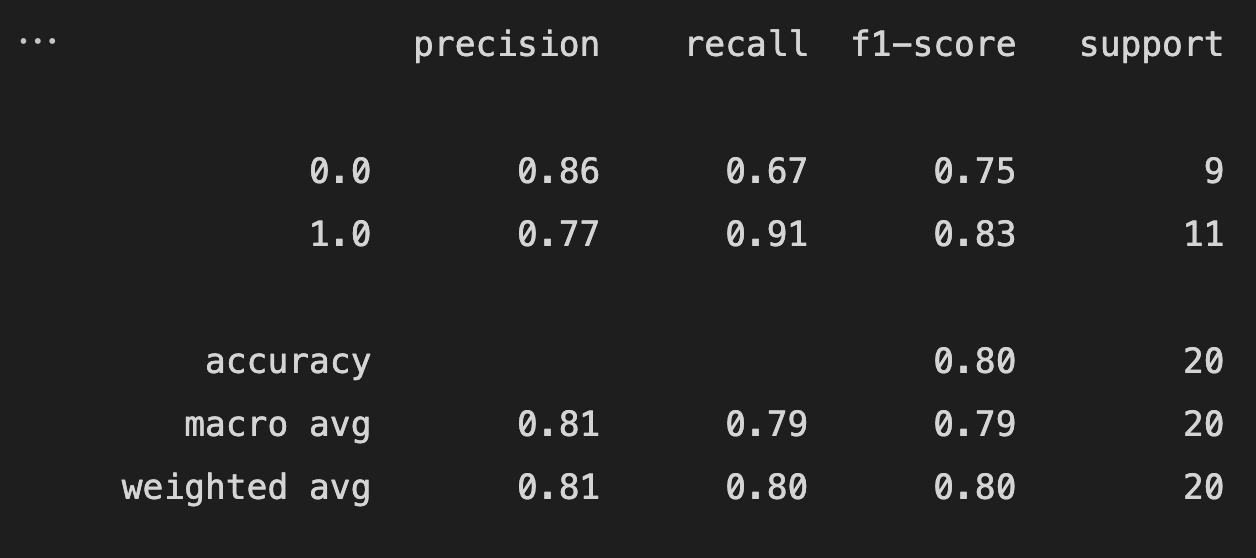 ...
precision recall f1-score support
0.0 0.86 0.67 0.75 9
1.0 0.77 0.91 0.83 11
accuracy 0.80 20
macro avg 0.81 0.79 0.79 20
weighted avg 0.81 0.80 0.80 20